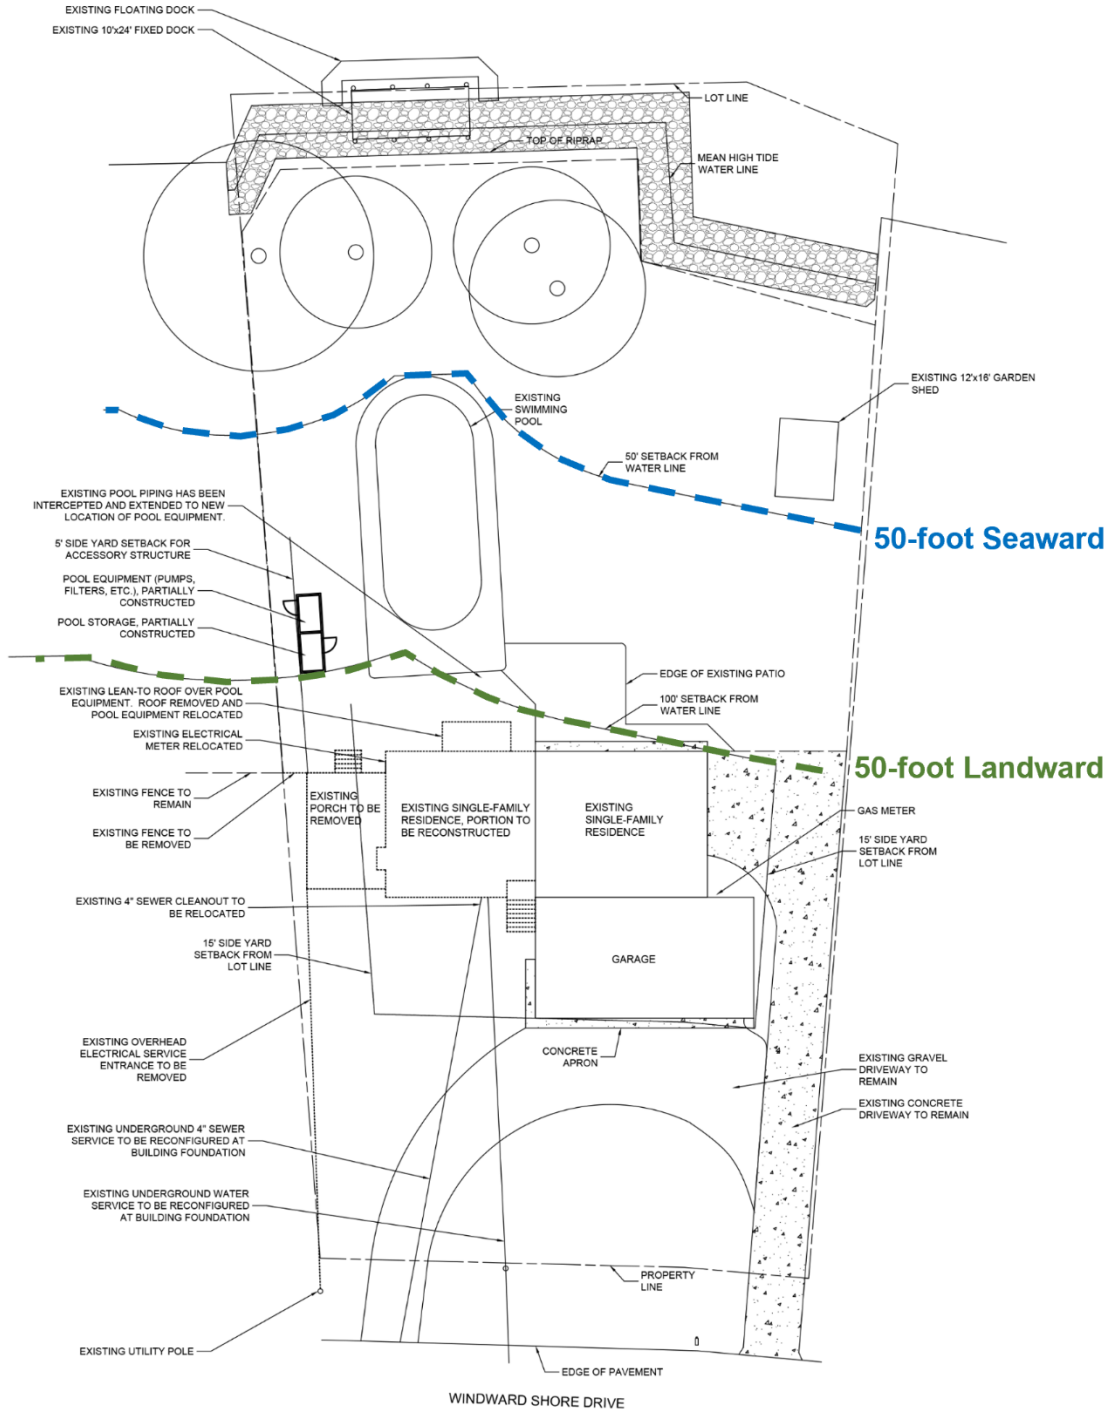 EXISTING FLOATING DOCK
EXISTING 10'x24' FIXED DOCK
LOT LINE
TOP OF RIPRAP
MEAN HIGH TIDE
WATER LINE
EXISTING 12'x16' GARDEN
SHED
EXISTING
SWIMMING
POOL
50' SETBACK FROM
WATER LINE
EXISTING POOL PIPING HAS BEEN
INTERCEPTED AND EXTENDED TO NEW
LOCATION OF POOL EQUIPMENT.
50-foot Seaward
5' SIDE YARD SETBACK FOR
ACCESSORY STRUCTURE
POOL EQUIPMENT (PUMPS,
FILTERS, ETC.), PARTIALLY
CONSTRUCTED
POOL STORAGE, PARTIALLY
CONSTRUCTED
EDGE OF EXISTING PATIO
EXISTING LEAN-TO ROOF OVER POOL
EQUIPMENT. ROOF REMOVED AND
POOL EQUIPMENT RELOCATED
100' SETBACK FROM
WATER LINE
EXISTING ELECTRICAL
METER RELOCATED
50-foot Landward
EXISTING FENCE TO
REMAIN
EXISTING
PORCH TO BE
REMOVED
EXISTING SINGLE-FAMILY
RESIDENCE, PORTION TO
BE RECONSTRUCTED
EXISTING
SINGLE-FAMILY
RESIDENCE
GAS METER
EXISTING FENCE TO
BE REMOVED
15' SIDE YARD
SETBACK FROM
LOT LINE
EXISTING 4" SEWER CLEANOUT TO
BE RELOCATED
15' SIDE YARD
SETBACK FROM
LOT LINE
GARAGE
EXISTING OVERHEAD
ELECTRICAL SERVICE
ENTRANCE TO BE
REMOVED
CONCRETE
APRON
EXISTING GRAVEL
DRIVEWAY TO
REMAIN
EXISTING CONCRETE
DRIVEWAY TO REMAIN
EXISTING UNDERGROUND 4" SEWER
SERVICE TO BE RECONFIGURED AT
BUILDING FOUNDATION
EXISTING UNDERGROUND WATER
SERVICE TO BE RECONFIGURED
AT BUILDING FOUNDATION
PROPERTY
LINE
EXISTING UTILITY POLE
EDGE OF PAVEMENT
WINDWARD SHORE DRIVE